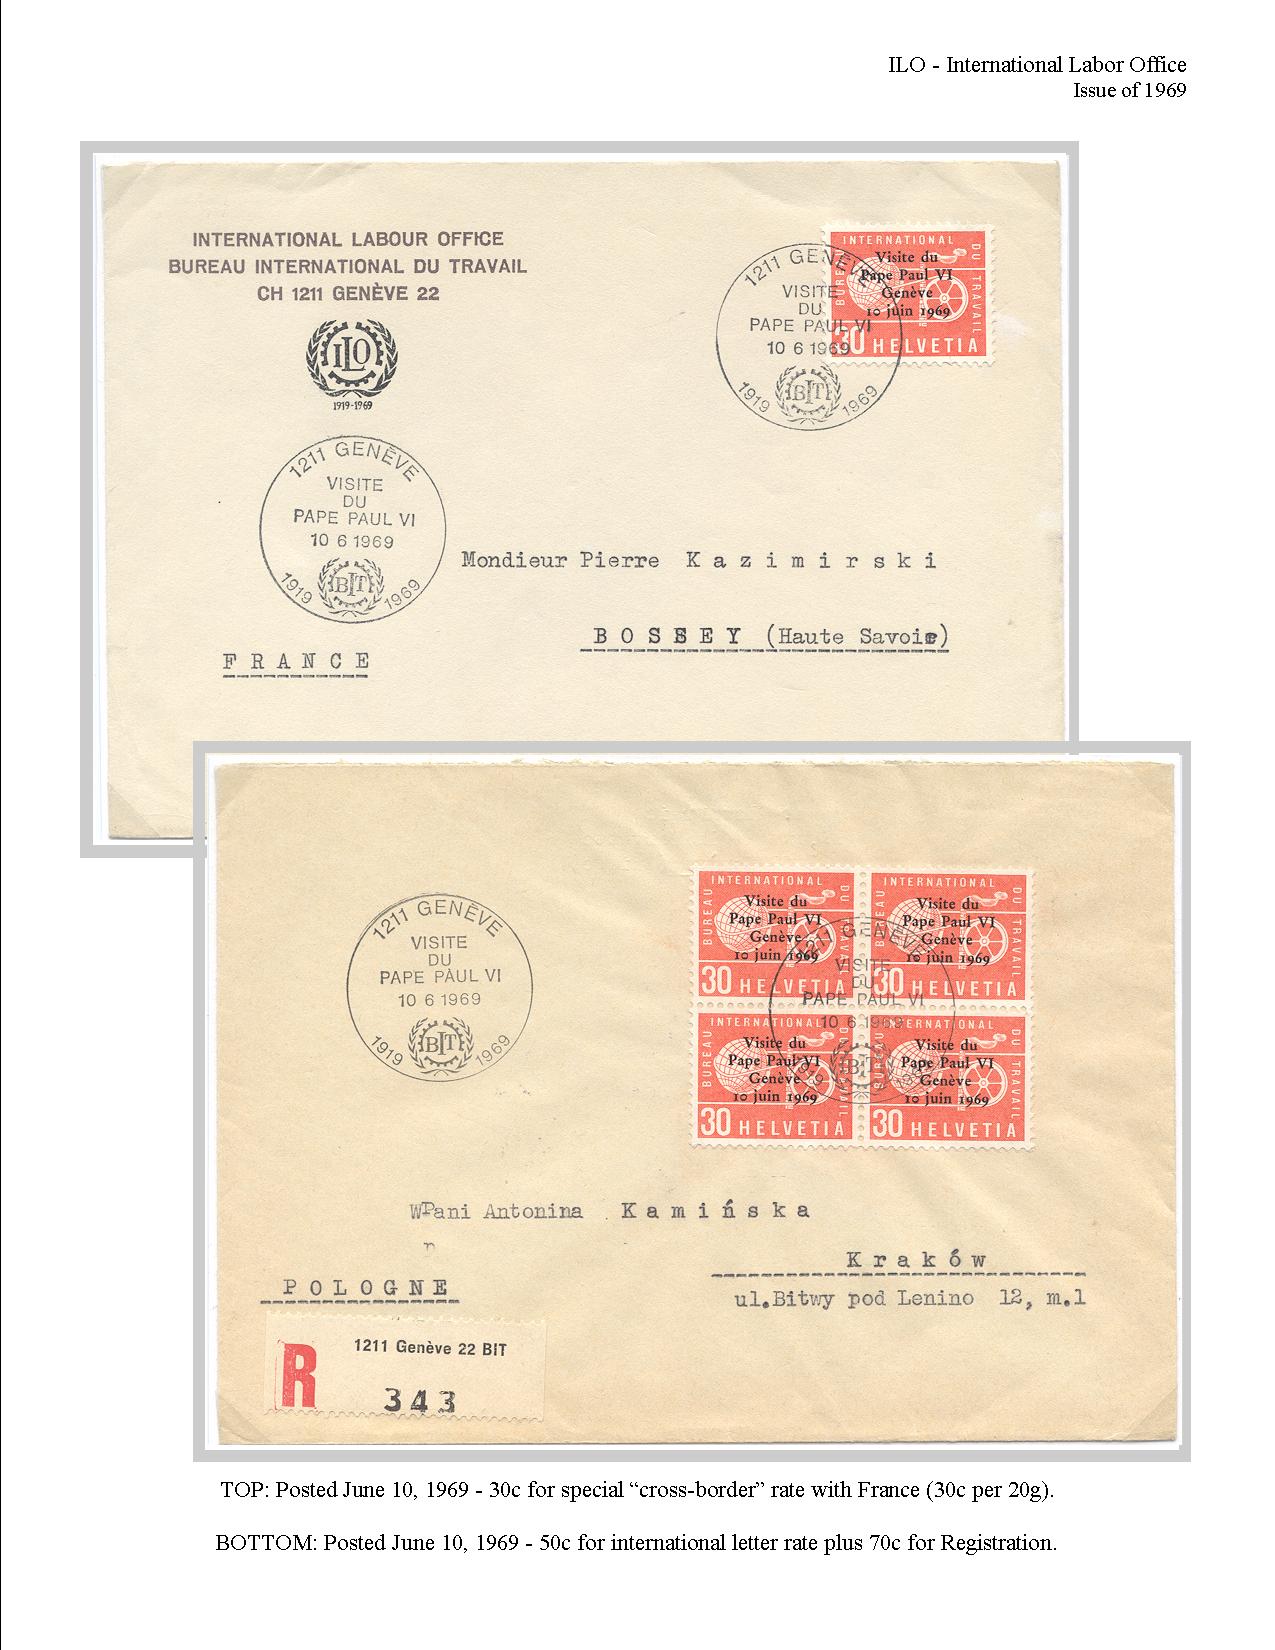 ILO - International Labor Office
Issue of 1969
INTERNATIONAL LABOUR OFFICE
BUREAU INTERNATIONAL DU TRAVAIL
CH 1211 GENÈVE 22
ILO
1919-1969
1211 GENÈVE
VISITE
DU
PAPE PAUL VI
10 6 1969
BIT
1919 1969
BUREAU INTERNATIONAL DU TRAVAIL
Visite du
Pape Paul VI
Genève
10 juin 1969
30 HELVETIA
1211 GENÈVE
VISITE
DU
PAPE PAUL VI
10 6 1969
BIT
1919 1969
Mondieur Pierre Kazimirski
BOSSEY (Haute Savoie)
FRANCE
1211 GENÈVE
VISITE
DU
PAPE PAUL VI
10 6 1969
BIT
1919 1969
BUREAU INTERNATIONAL DU TRAVAIL
Visite du
Pape Paul VI
Genève
10 juin 1969
30 HELVETIA
BUREAU INTERNATIONAL DU TRAVAIL
Visite du
Pape Paul VI
Genève
10 juin 1969
30 HELVETIA
BUREAU INTERNATIONAL DU TRAVAIL
Visite du
Pape Paul VI
Genève
10 juin 1969
30 HELVETIA
BUREAU INTERNATIONAL DU TRAVAIL
Visite du
Pape Paul VI
Genève
10 juin 1969
30 HELVETIA
1211 GENÈVE
VISITE
DU
PAPE PAUL VI
10 6 1969
BIT
WPani Antonina Kamińska
Kraków
POLOGNE
ul.Bitwy pod Lenino 12, m.1
R
1211 Genève 22 BIT
343
TOP: Posted June 10, 1969 - 30c for special “cross-border” rate with France (30c per 20g).
BOTTOM: Posted June 10, 1969 - 50c for international letter rate plus 70c for Registration.